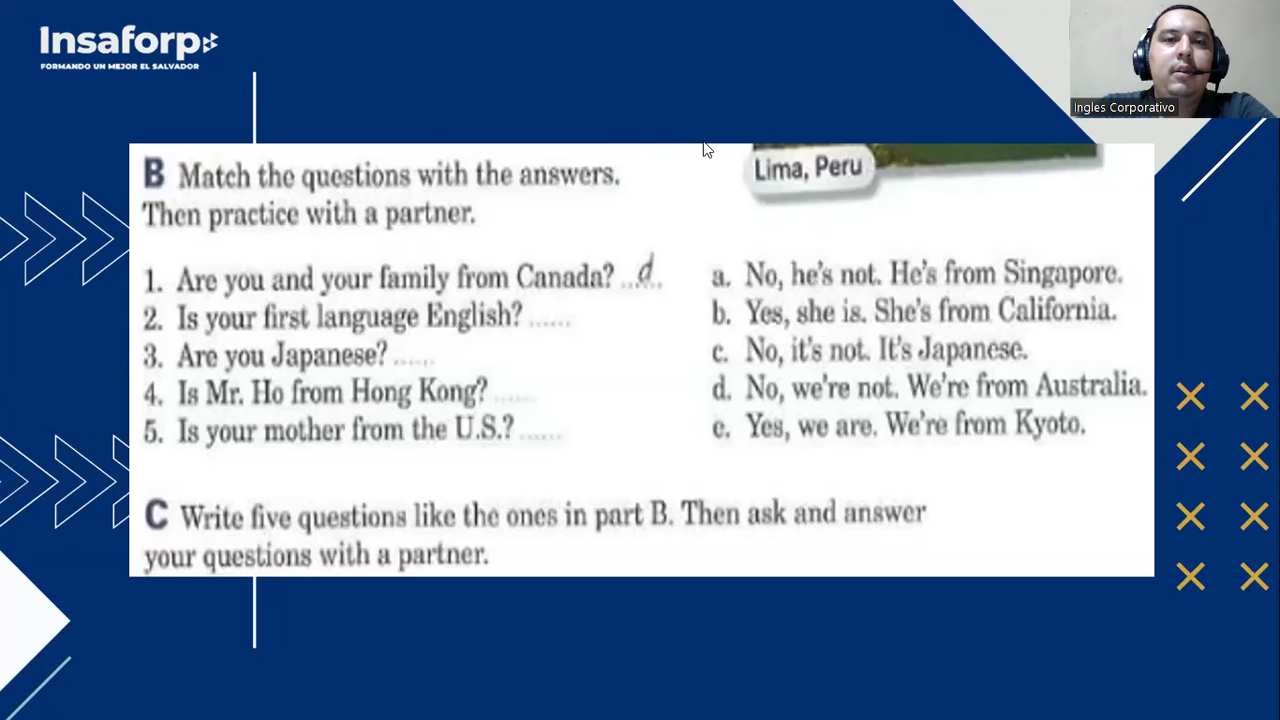 Insaforp
FORMANDO UN MEJOR EL SALVADOR
Ingles Corporativo
Lima, Peru
B Match the questions with the answers.
Then practice with a partner.
1. Are you and your family from Canada? ...d...
2. Is your first language English? ......
3. Are you Japanese? ......
4. Is Mr. Ho from Hong Kong? ......
5. Is your mother from the U.S.? ......
a. No, he's not. He's from Singapore.
b. Yes, she is. She's from California.
c. No, it's not. It's Japanese.
d. No, we're not. We're from Australia.
e. Yes, we are. We're from Kyoto.
C Write five questions like the ones in part B. Then ask and answer
your questions with a partner.